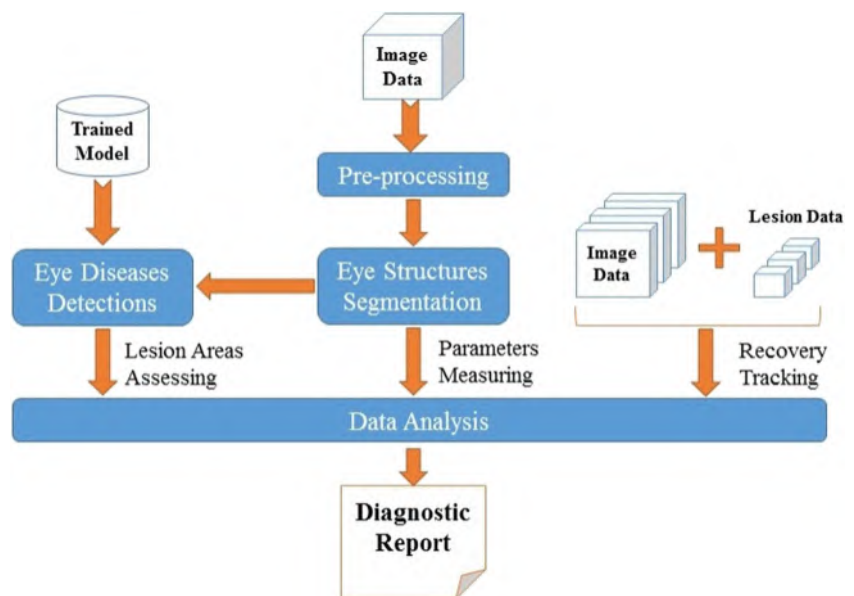 Image
Data
Trained
Model
Pre-processing
Lesion Data
Image
Data
Eye Diseases
Detections
Eye Structures
Segmentation
Lesion Areas
Assessing
Parameters
Measuring
Recovery
Tracking
Data Analysis
Diagnostic
Report